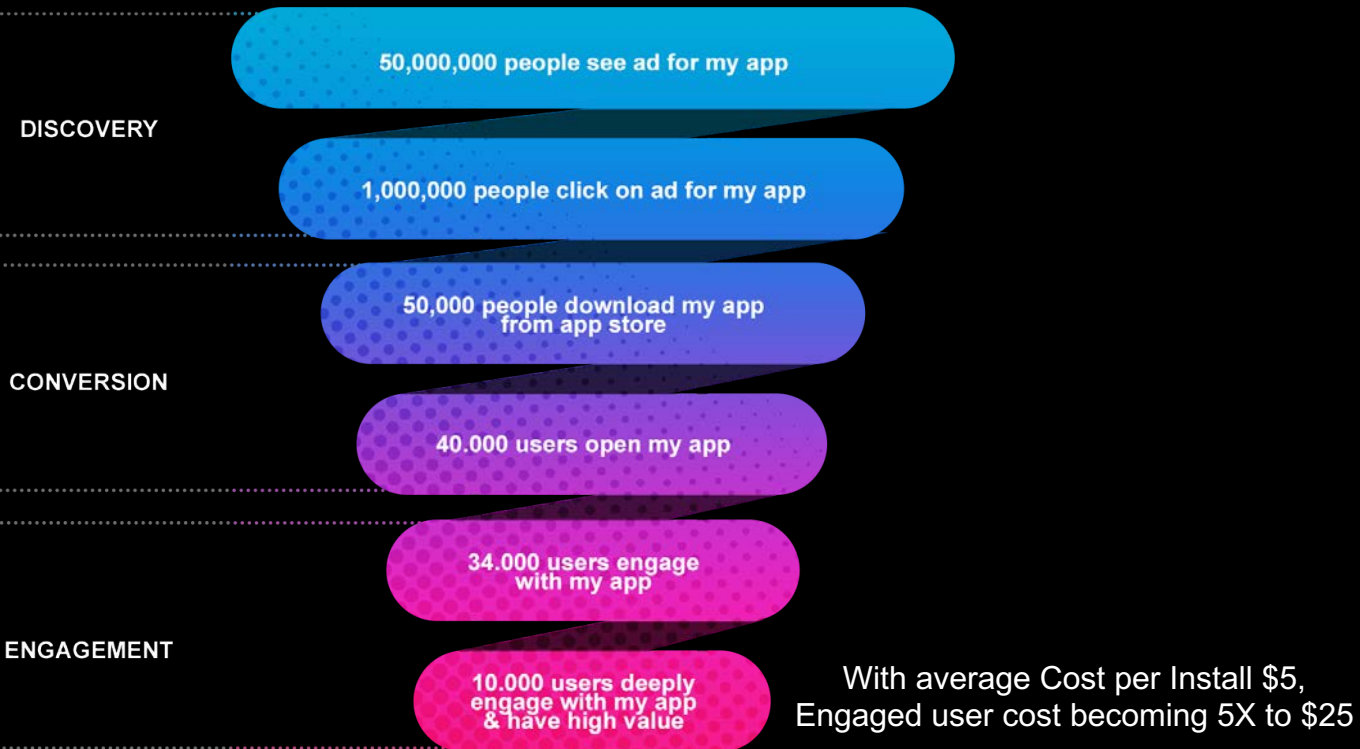 50,000,000 people see ad for my app
DISCOVERY
1,000,000 people click on ad for my app
50,000 people download my app
from app store
CONVERSION
40.000 users open my app
34.000 users engage
with my app
ENGAGEMENT
10.000 users deeply
engage with my app
& have high value
With average Cost per Install $5,
Engaged user cost becoming 5X to $25